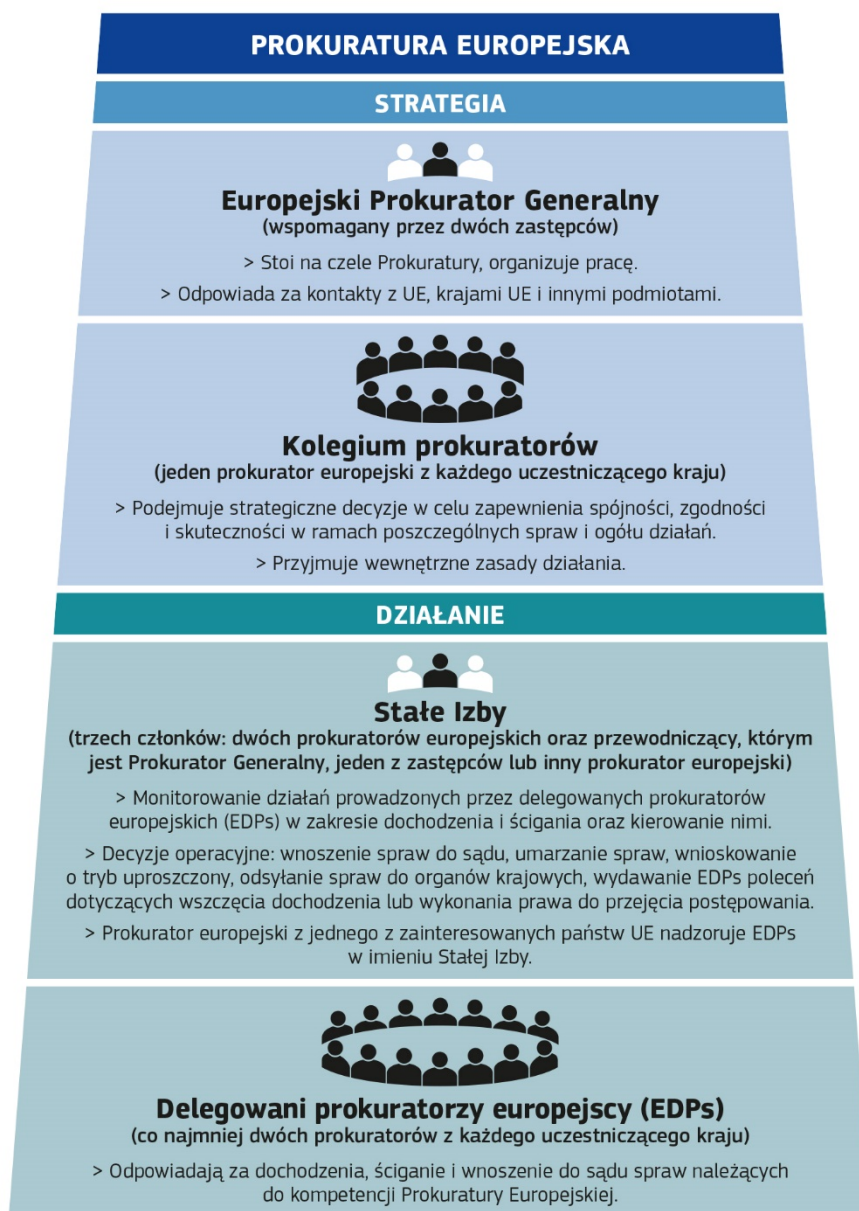 PROKURATURA EUROPEJSKA
STRATEGIA
Europejski Prokurator Generalny
(wspomagany przez dwóch zastępców)
> Stoi na czele Prokuratury, organizuje pracę.
> Odpowiada za kontakty z UE, krajami UE i innymi podmiotami.
Kolegium prokuratorów
(jeden prokurator europejski z każdego uczestniczącego kraju)
> Podejmuje strategiczne decyzje w celu zapewnienia spójności, zgodności
i skuteczności w ramach poszczególnych spraw i ogółu działań.
> Przyjmuje wewnętrzne zasady działania.
DZIAŁANIE
Stałe Izby
(trzech członków: dwóch prokuratorów europejskich oraz przewodniczący, którym
jest Prokurator Generalny, jeden z zastępców lub inny prokurator europejski)
> Monitorowanie działań prowadzonych przez delegowanych prokuratorów
europejskich (EDPs) w zakresie dochodzenia i ścigania oraz kierowanie nimi.
> Decyzje operacyjne: wnoszenie spraw do sądu, umarzanie spraw, wnioskowanie
o tryb uproszczony, odsyłanie spraw do organów krajowych, wydawanie EDPs poleceń
dotyczących wszczęcia dochodzenia lub wykonania prawa do przejęcia postępowania.
> Prokurator europejski z jednego z zainteresowanych państw UE nadzoruje EDPs
w imieniu Stałej Izby.
Delegowani prokuratorzy europejscy (EDPs)
(co najmniej dwóch prokuratorów z każdego uczestniczącego kraju)
> Odpowiadają za dochodzenia, ściganie i wnoszenie do sądu spraw należących
do kompetencji Prokuratury Europejskiej.